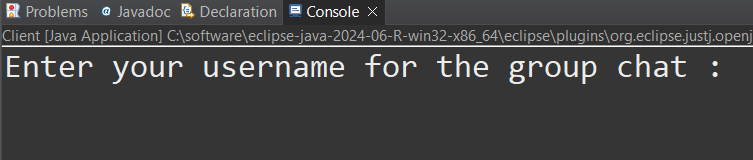 Problems Javadoc Declaration Console
Client [Java Application] C:\software\eclipse-java-2024-06-R-win32-x86_64\eclipse\plugins\org.eclipse.justj.openj
Enter your username for the group chat :